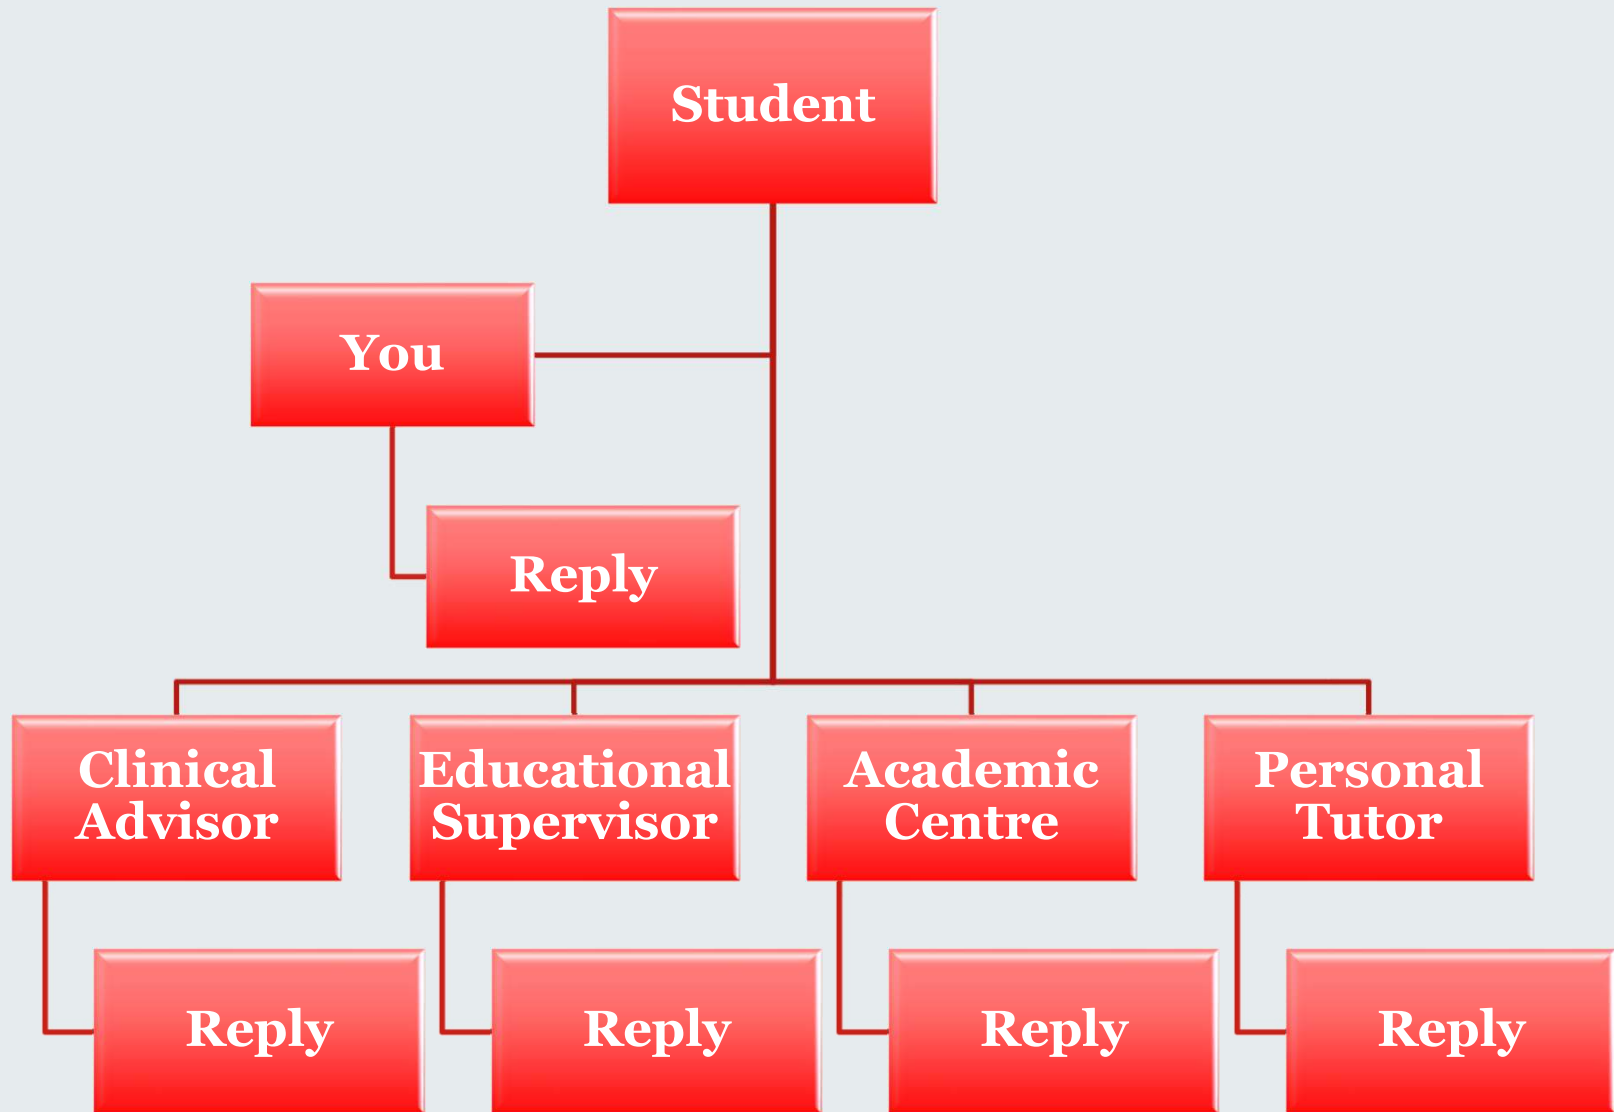 Student
You
Reply
Clinical
Advisor
Educational
Supervisor
Academic
Centre
Personal
Tutor
Reply
Reply
Reply
Reply